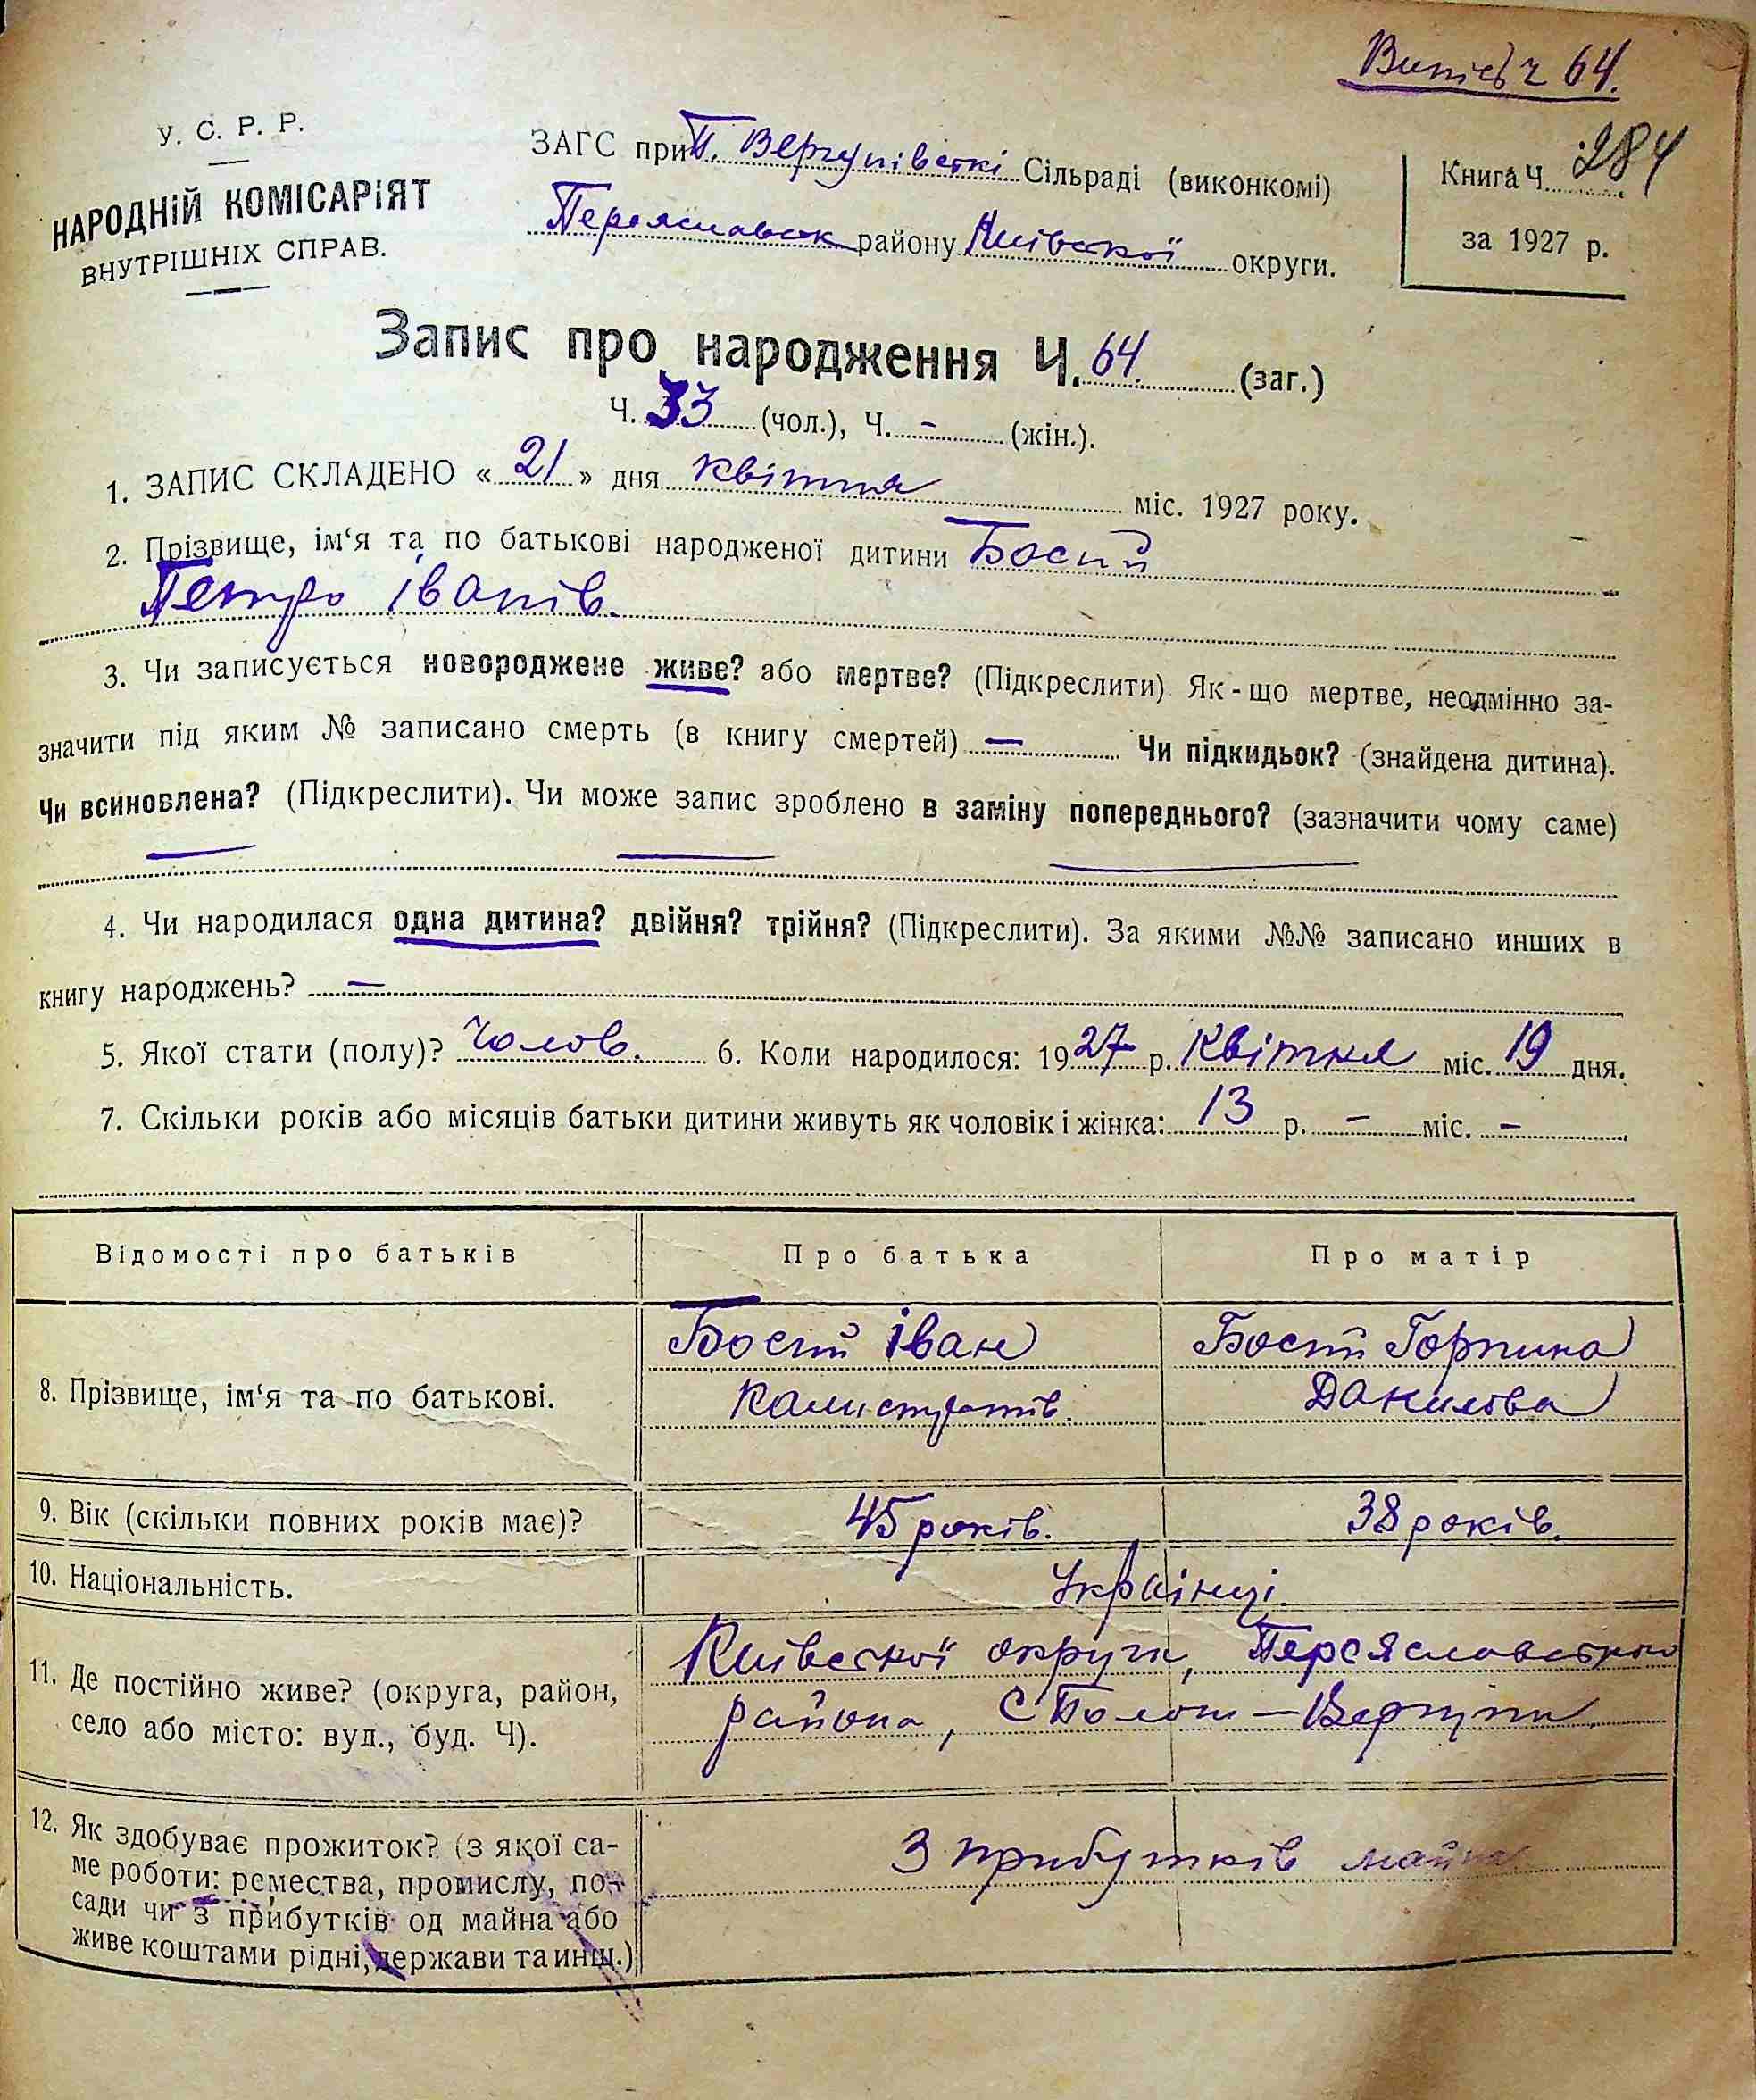 Випись ч 64.
У. С. Р. Р.
НАРОДНІЙ КОМІСАРІЯТ
ВНУТРІШНІХ СПРАВ.
ЗАГС при П. Вергунівскі Сільраді (виконкомі)
Переяславськ району Київської округи.
Книга Ч. 284
за 1927 р.
Запис про народження Ч. 64 (заг.)
Ч. 33 (чол.), Ч. - (жін.).
1. ЗАПИС СКЛАДЕНО « 21 » дня квітня міс. 1927 року.
2. Прізвище, ім‘я та по батькові народженої дитини Босий
Петро Іванів.
3. Чи записується новороджене живе? або мертве? (Підкреслити) Як-що мертве, неодмінно за-
значити під яким № записано смерть (в книгу смертей) — Чи підкидьок? (знайдена дитина).
Чи всиновлена? (Підкреслити). Чи може запис зроблено в заміну попереднього? (зазначити чому саме)
4. Чи народилася одна дитина? двійня? трійня? (Підкреслити). За якими №№ записано инших в
книгу народжень? —
5. Якої стати (полу)? Чолов. 6. Коли народилося: 1927 р. Квітня міс. 19 дня.
7. Скільки років або місяців батьки дитини живуть як чоловік і жінка: 13 р. - міс. -
Відомості про батьків Про батька Про матір
8. Прізвище, ім‘я та по батькові.
Босий Іван
Калистратів.
Босий Горпина
Данилова
9. Вік (скільки повних років має)? 45 років. 38 років.
10. Національність. Українці.
11. Де постійно живе? (округа, район,
село або місто: вул., буд. Ч).
Київської округи, Переяславського
району, С Полог-Вергуни
12. Як здобуває прожиток? (з якої са-
ме роботи: ремества, промислу, по-
сади чи з прибутків од майна або
живе коштами рідні, держави та инш.)
З прибутків майна